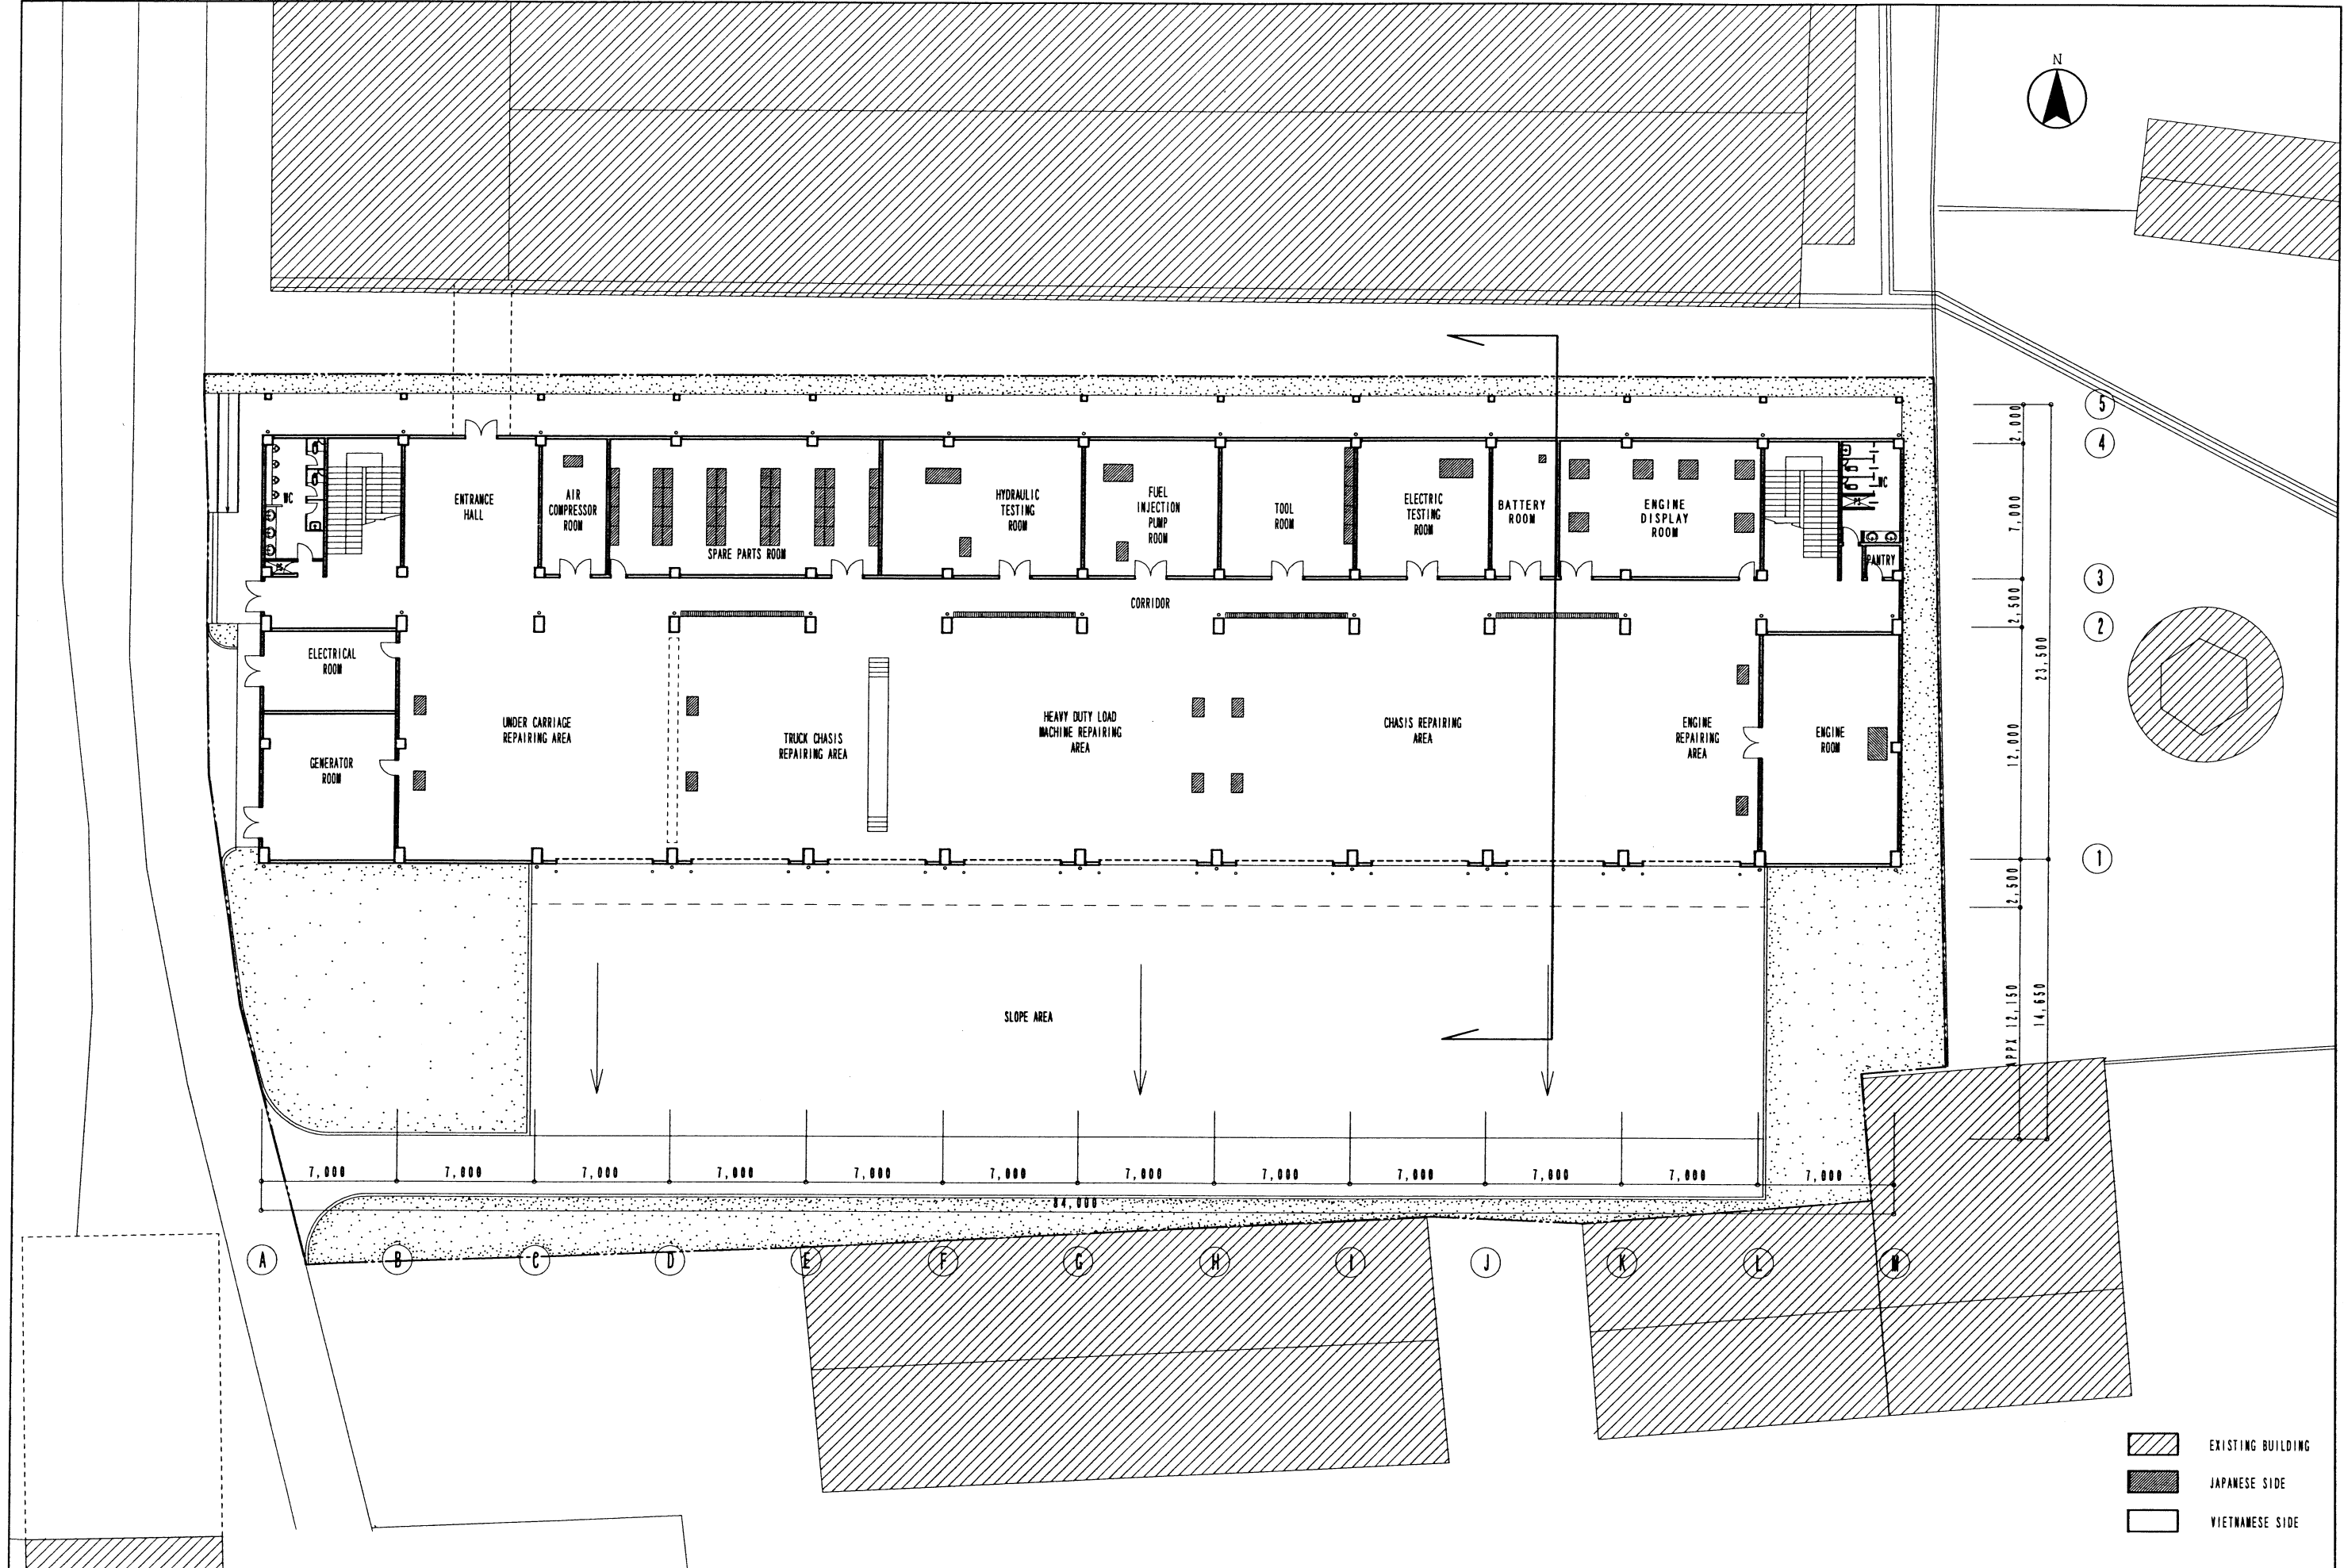 N
5
2,000
4
WC
ENTRANCE
HALL
AIR
COMPRESSOR
ROOM
SPARE PARTS ROOM
HYDRAULIC
TESTING
ROOM
FUEL
INJECTION
PUMP
ROOM
TOOL
ROOM
ELECTRIC
TESTING
ROOM
BATTERY
ROOM
ENGINE
DISPLAY
ROOM
WC
PANTRY
7,000
3
PS
PS
CORRIDOR
2,500
2
23,500
ELECTRICAL
ROOM
UNDER CARRIAGE
REPAIRING AREA
TRUCK CHASIS
REPAIRING AREA
HEAVY DUTY LOAD
MACHINE REPAIRING
AREA
CHASIS REPAIRING
AREA
ENGINE
REPAIRING
AREA
ENGINE
ROOM
GENERATOR
ROOM
12,000
1
2,500
SLOPE AREA
APPX 12,150
14,650
7,000
7,000
7,000
7,000
7,000
7,000
7,000
7,000
7,000
7,000
7,000
7,000
84,000
A
B
C
D
E
F
G
H
I
J
K
L
M
EXISTING BUILDING
JAPANESE SIDE
VIETNAMESE SIDE